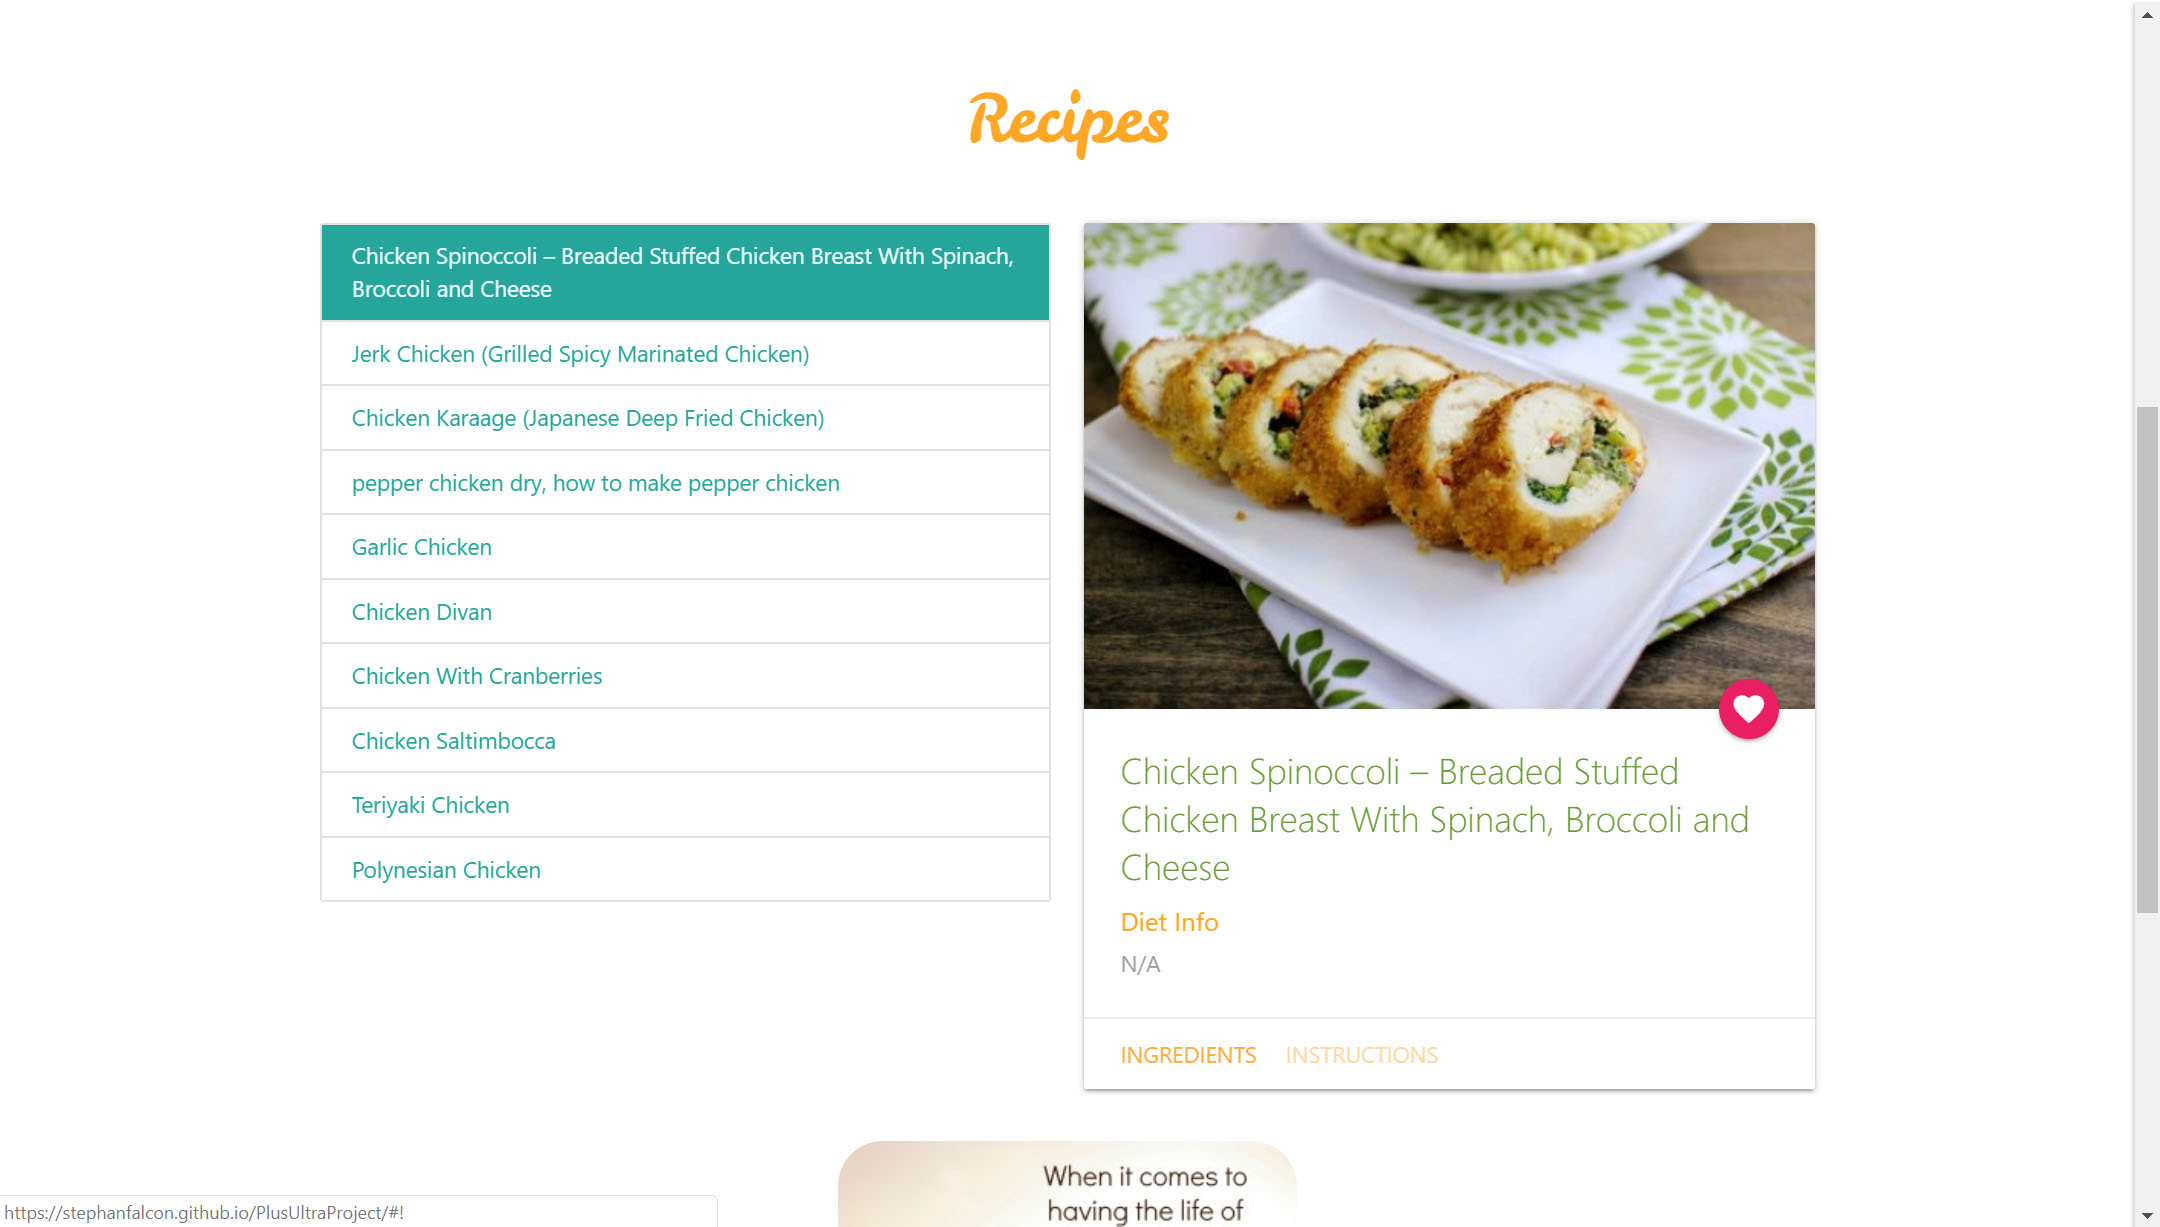 Recipes
Chicken Spinoccoli – Breaded Stuffed Chicken Breast With Spinach,
Broccoli and Cheese
Jerk Chicken (Grilled Spicy Marinated Chicken)
Chicken Karaage (Japanese Deep Fried Chicken)
pepper chicken dry, how to make pepper chicken
Garlic Chicken
Chicken Divan
Chicken With Cranberries
Chicken Saltimbocca
Teriyaki Chicken
Polynesian Chicken
Chicken Spinoccoli – Breaded Stuffed
Chicken Breast With Spinach, Broccoli and
Cheese
Diet Info
N/A
INGREDIENTS INSTRUCTIONS
When it comes to
having the life of
https://stephanfalcon.github.io/PlusUltraProject/#!